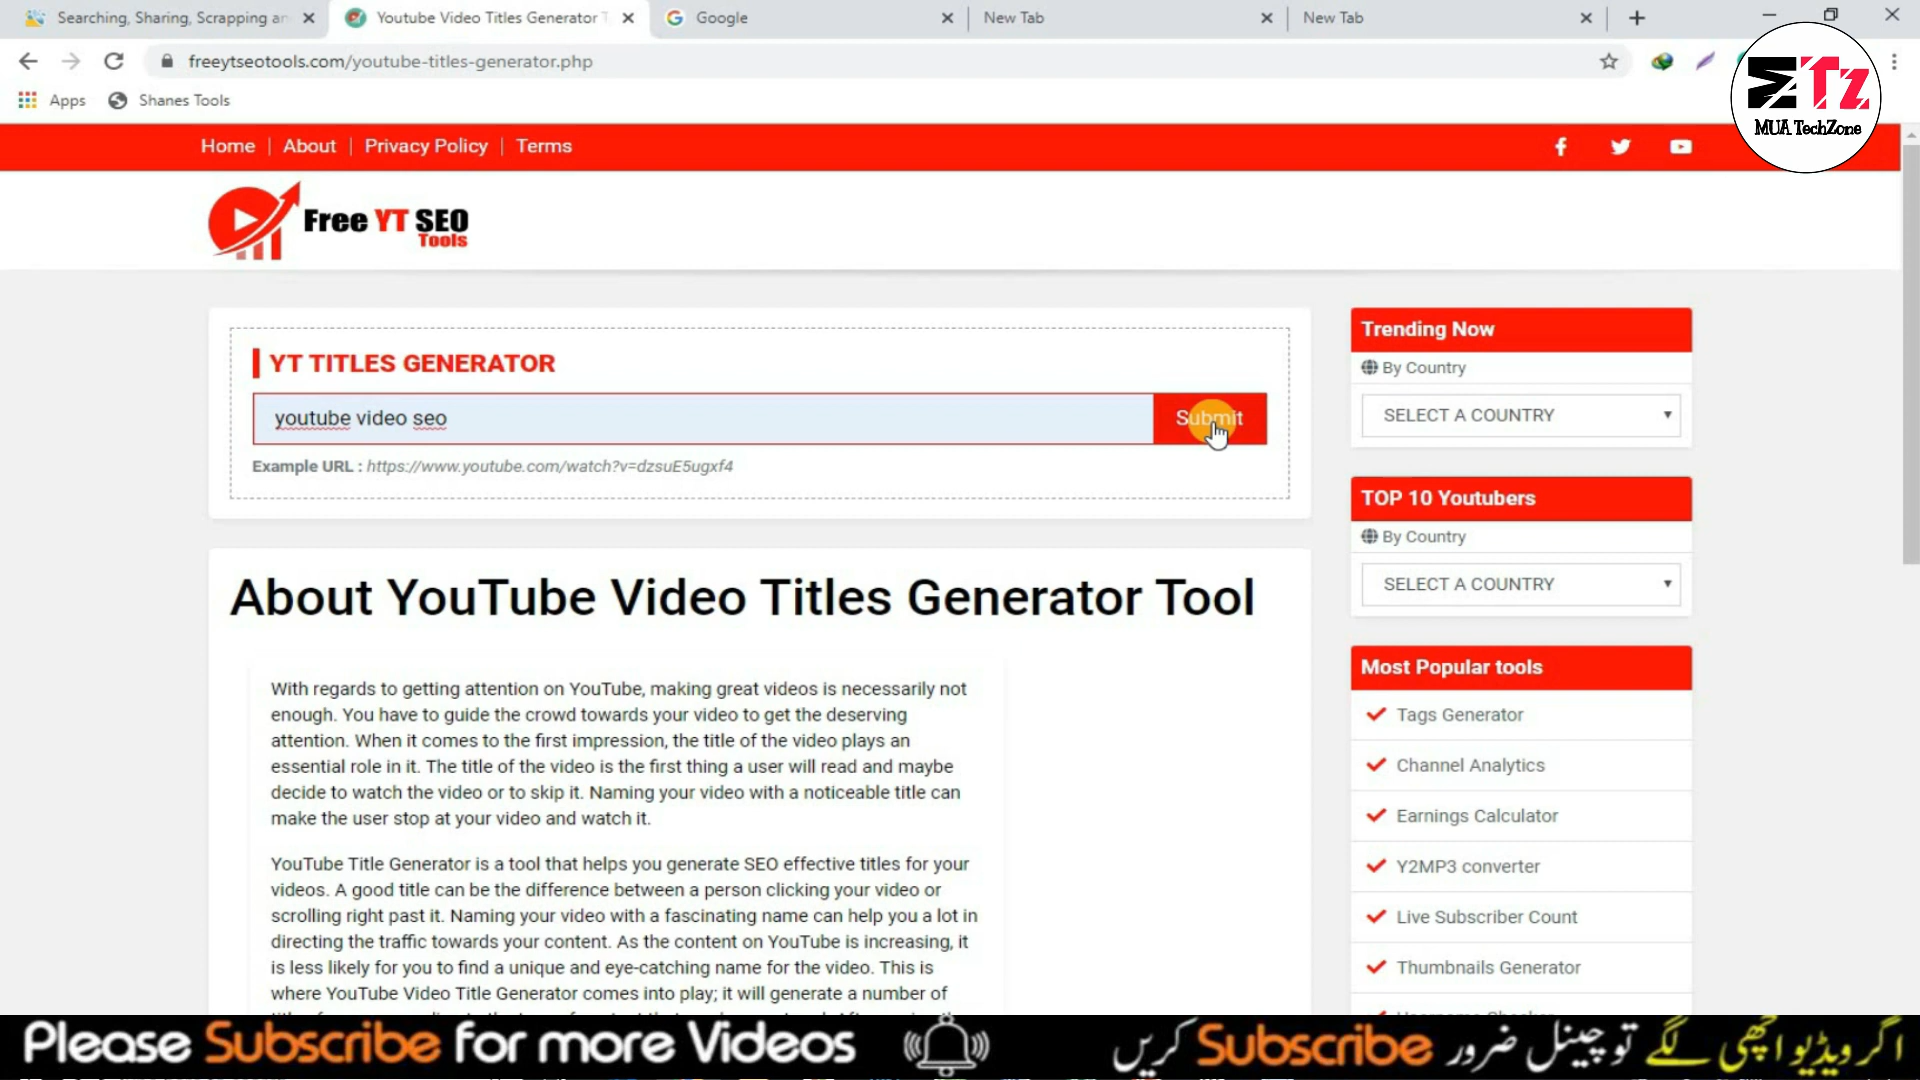 Searching, Sharing, Scrapping an
Youtube Video Titles Generator T
Google
New Tab
New Tab
freeytseotools.com/youtube-titles-generator.php
Apps
Shanes Tools
MTz
MUA TechZone
Home | About | Privacy Policy | Terms
Free YT SEO
Tools
YT TITLES GENERATOR
youtube video seo
Submit
Example URL : https://www.youtube.com/watch?v=dzsuE5ugxf4
About YouTube Video Titles Generator Tool
With regards to getting attention on YouTube, making great videos is necessarily not
enough. You have to guide the crowd towards your video to get the deserving
attention. When it comes to the first impression, the title of the video plays an
essential role in it. The title of the video is the first thing a user will read and maybe
decide to watch the video or to skip it. Naming your video with a noticeable title can
make the user stop at your video and watch it.
YouTube Title Generator is a tool that helps you generate SEO effective titles for your
videos. A good title can be the difference between a person clicking your video or
scrolling right past it. Naming your video with a fascinating name can help you a lot in
directing the traffic towards your content. As the content on YouTube is increasing, it
is less likely for you to find a unique and eye-catching name for the video. This is
where YouTube Video Title Generator comes into play; it will generate a number of
Trending Now
By Country
SELECT A COUNTRY
TOP 10 Youtubers
By Country
SELECT A COUNTRY
Most Popular tools
Tags Generator
Channel Analytics
Earnings Calculator
Y2MP3 converter
Live Subscriber Count
Thumbnails Generator
Please Subscribe for more Videos
اگر ویڈیو اچھی لگے تو چینل ضرور Subscribe کریں